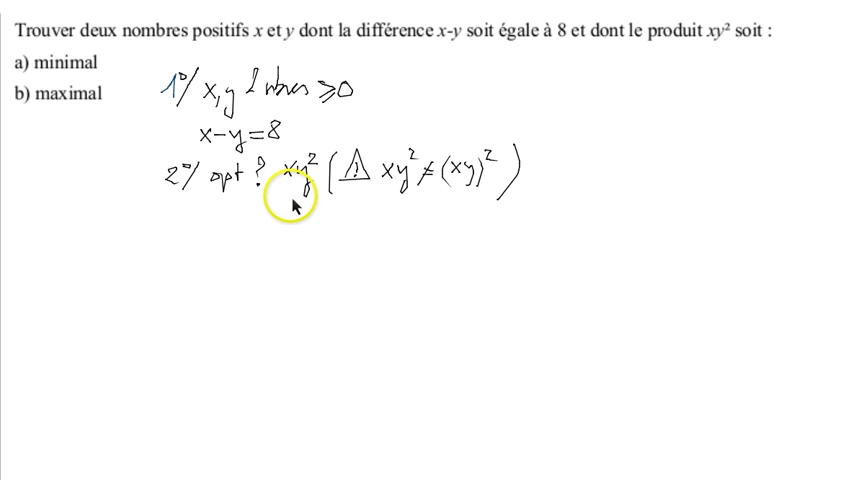 Trouver deux nombres positifs x et y dont la différence x-y soit égale à 8 et dont le produit xy² soit :
a) minimal
b) maximal
1°/ x, y 2 nbres ⩾0
x-y=8
2°/ opt ? xy² (⚠ xy² ≠ (xy)²)